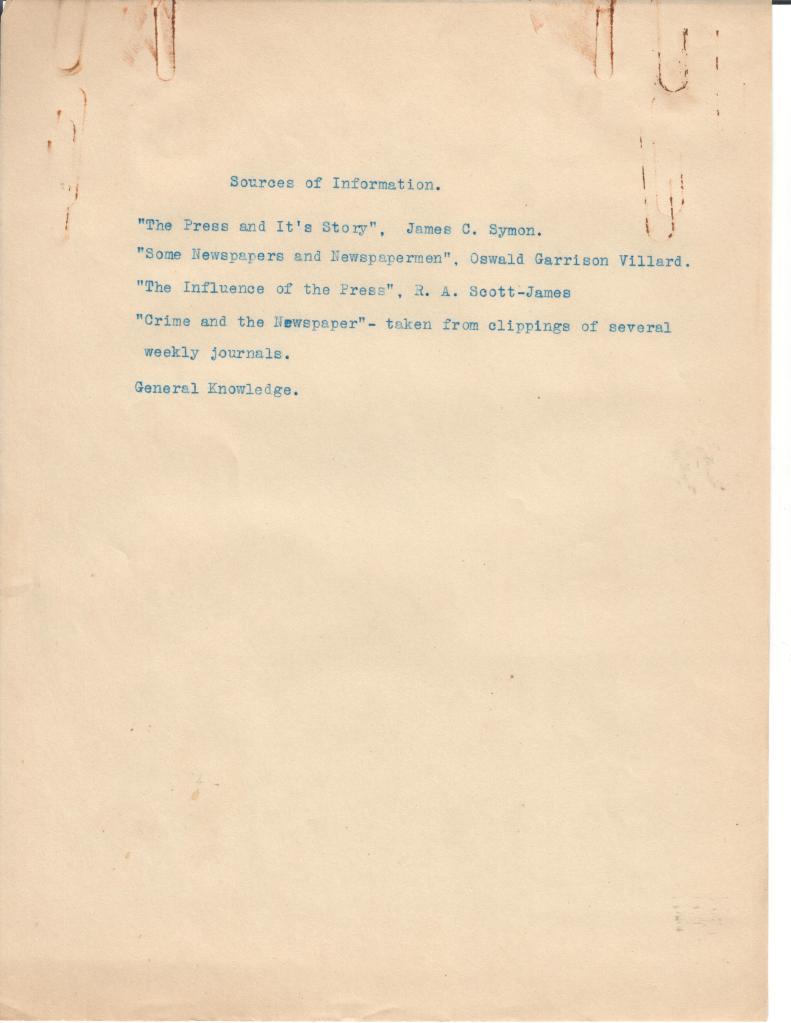 Sources of Information.
"The Press and It's Story", James C. Symon.
"Some Newspapers and Newspapermen", Oswald Garrison Villard.
"The Influence of the Press", R. A. Scott-James
"Crime and the Newspaper"- taken from clippings of several
weekly journals.
General Knowledge.